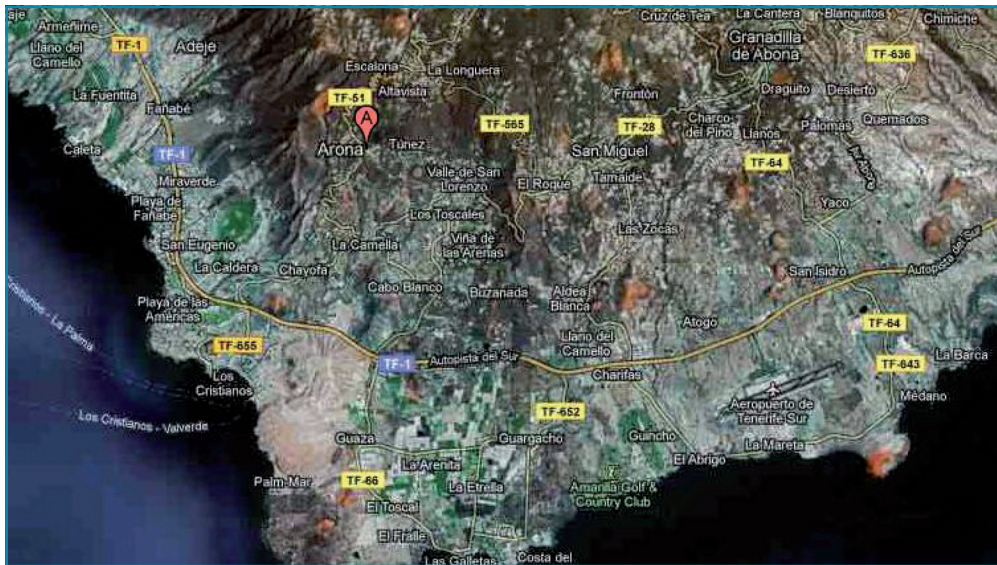 aje
Armeñime
Llano del
Camello
TF-1
Adeje
La Fuentita
Fañabé
Caleta
TF-1
Miraverde
Playa de
Fañabé
San Eugenio
La Caldera
Chayofa
Playa de las
Américas
TF-655
Los
Cristianos
Cristianos - La Palma
Los Cristianos - Valverde
Escalona
La Longuera
TF-51
Altavista
A
Arona
Túnez
TF-565
Valle de San
Lorenzo
El Roque
Los Toscales
La Camella
Viña de
las Arenas
Cabo Blanco
Buzanada
Aldea
Blanca
Cruz de Tea
La Cantera
Blanquitos
Chimiche
Granadilla
de Abona
TF-636
Draguito
Desierto
Frontón
Charco
del Pino
TF-28
Llanos
Palomas
Quemados
San Miguel
TF-64
Tamaide
Av Abona
Yaco
Las Zocas
San Isidro
Autopista del Sur
Atogo
Llano del
Camello
TF-1
Autopista del Sur
Charifas
TF-64
TF-643
La Barca
Médano
TF-652
Aeropuerto de
Tenerife Sur
Guaza
Guargacho
Guincho
La Mareta
El Abrigo
La Arenita
Palm-Mar
TF-66
La Etrella
Amarilla Golf &
Country Club
El Toscal
El Fraile
Las Galletas
Costa del